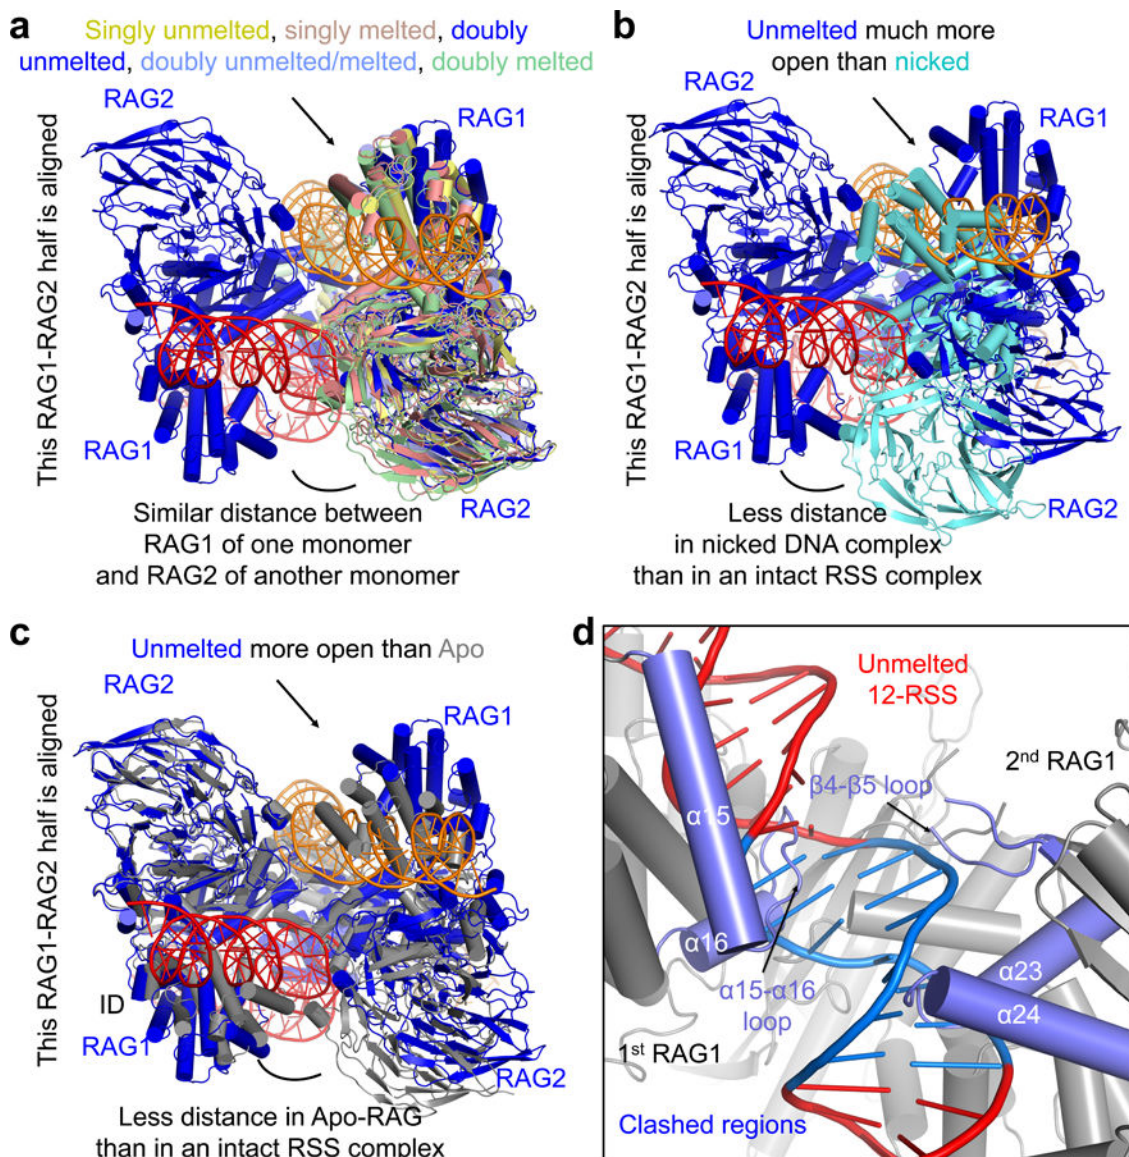 a
Singly unmelted, singly melted, doubly
unmelted, doubly unmelted/melted, doubly melted
RAG2
RAG1
This RAG1-RAG2 half is aligned
RAG1
RAG2
Similar distance between
RAG1 of one monomer
and RAG2 of another monomer
b
Unmelted much more
open than nicked
RAG2
RAG1
This RAG1-RAG2 half is aligned
RAG1
RAG2
Less distance
in nicked DNA complex
than in an intact RSS complex
c
Unmelted more open than Apo
RAG2
RAG1
This RAG1-RAG2 half is aligned
ID
RAG1
RAG2
Less distance in Apo-RAG
than in an intact RSS complex
d
Unmelted
12-RSS
2nd RAG1
β4-β5 loop
α15
α16
α15-α16
loop
α23
α24
1st RAG1
Clashed regions